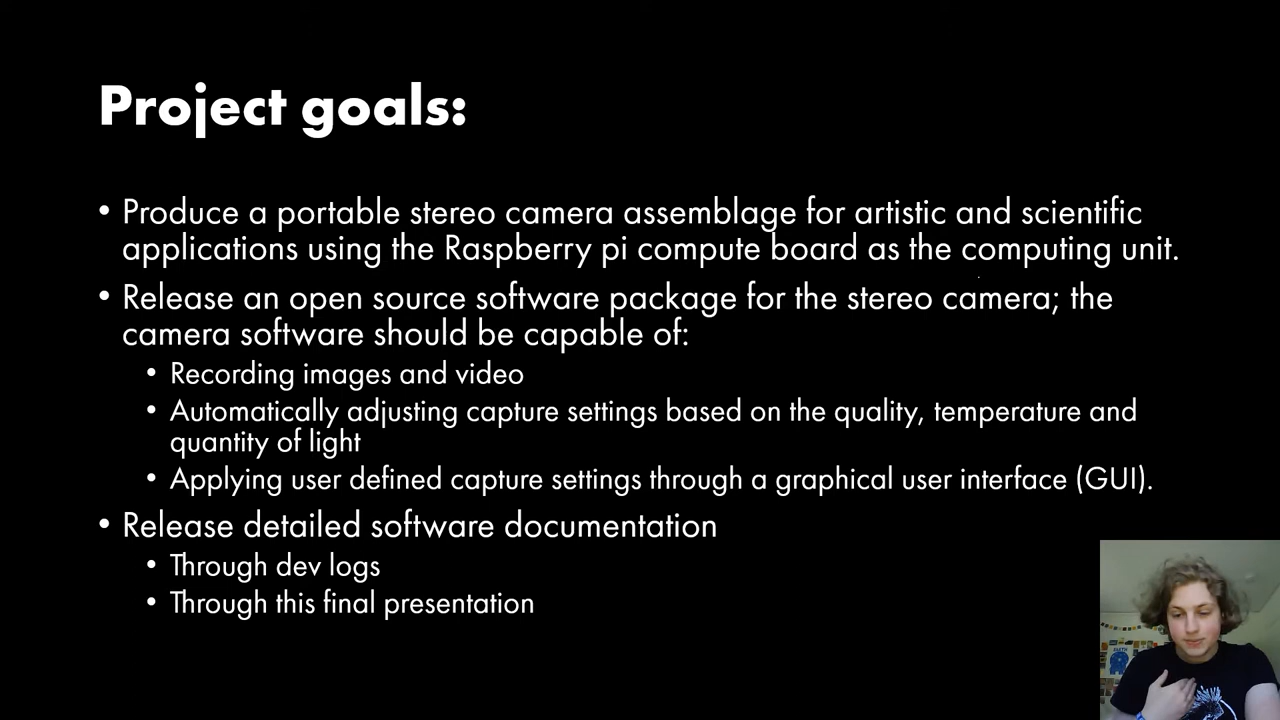 Project goals:
• Produce a portable stereo camera assemblage for artistic and scientific
applications using the Raspberry pi compute board as the computing unit.
• Release an open source software package for the stereo camera; the
camera software should be capable of:
• Recording images and video
• Automatically adjusting capture settings based on the quality, temperature and
quantity of light
• Applying user defined capture settings through a graphical user interface (GUI).
• Release detailed software documentation
• Through dev logs
• Through this final presentation